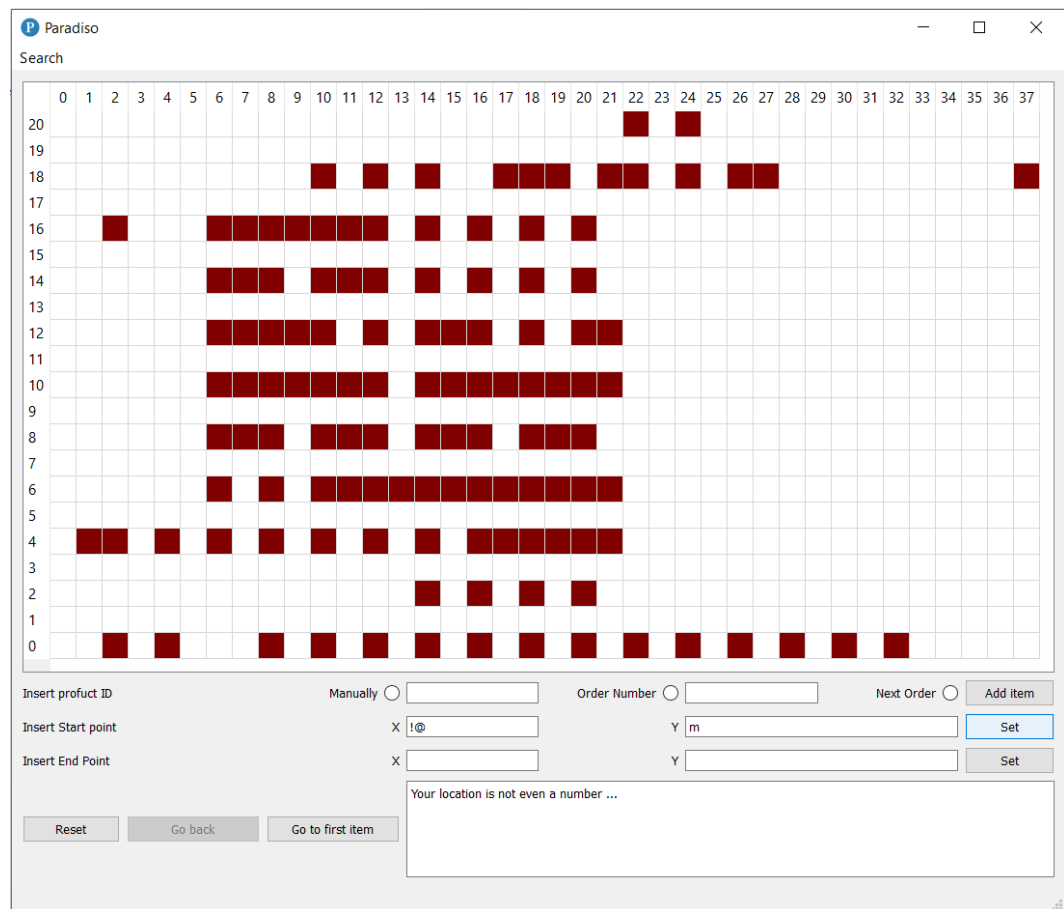 P Paradiso
Search
0 1 2 3 4 5 6 7 8 9 10 11 12 13 14 15 16 17 18 19 20 21 22 23 24 25 26 27 28 29 30 31 32 33 34 35 36 37
20
19
18
17
16
15
14
13
12
11
10
9
8
7
6
5
4
3
2
1
0
Insert profuct ID Manually Order Number Next Order Add item
Insert Start point X !@ Y m Set
Insert End Point X Y Set
Your location is not even a number ...
Reset Go back Go to first item